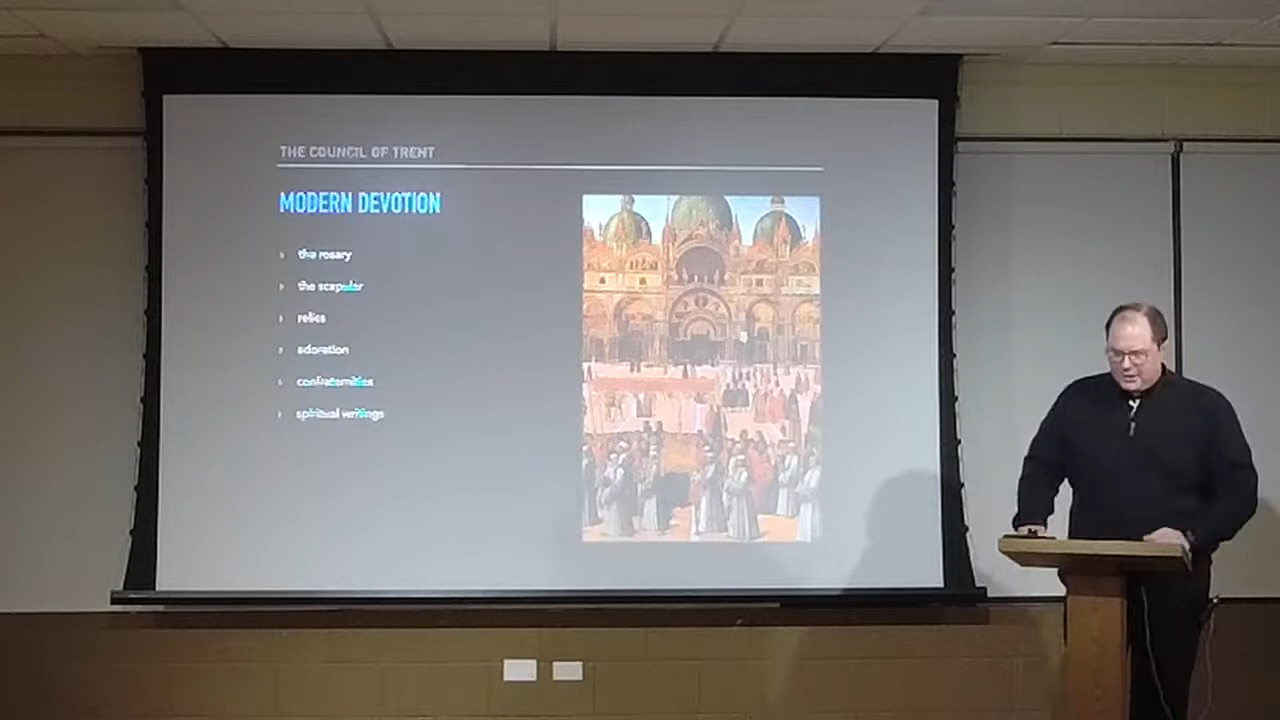 THE COUNCIL OF TRENT
MODERN DEVOTION
the rosary
the scapular
relics
adoration
confraternities
spiritual writings